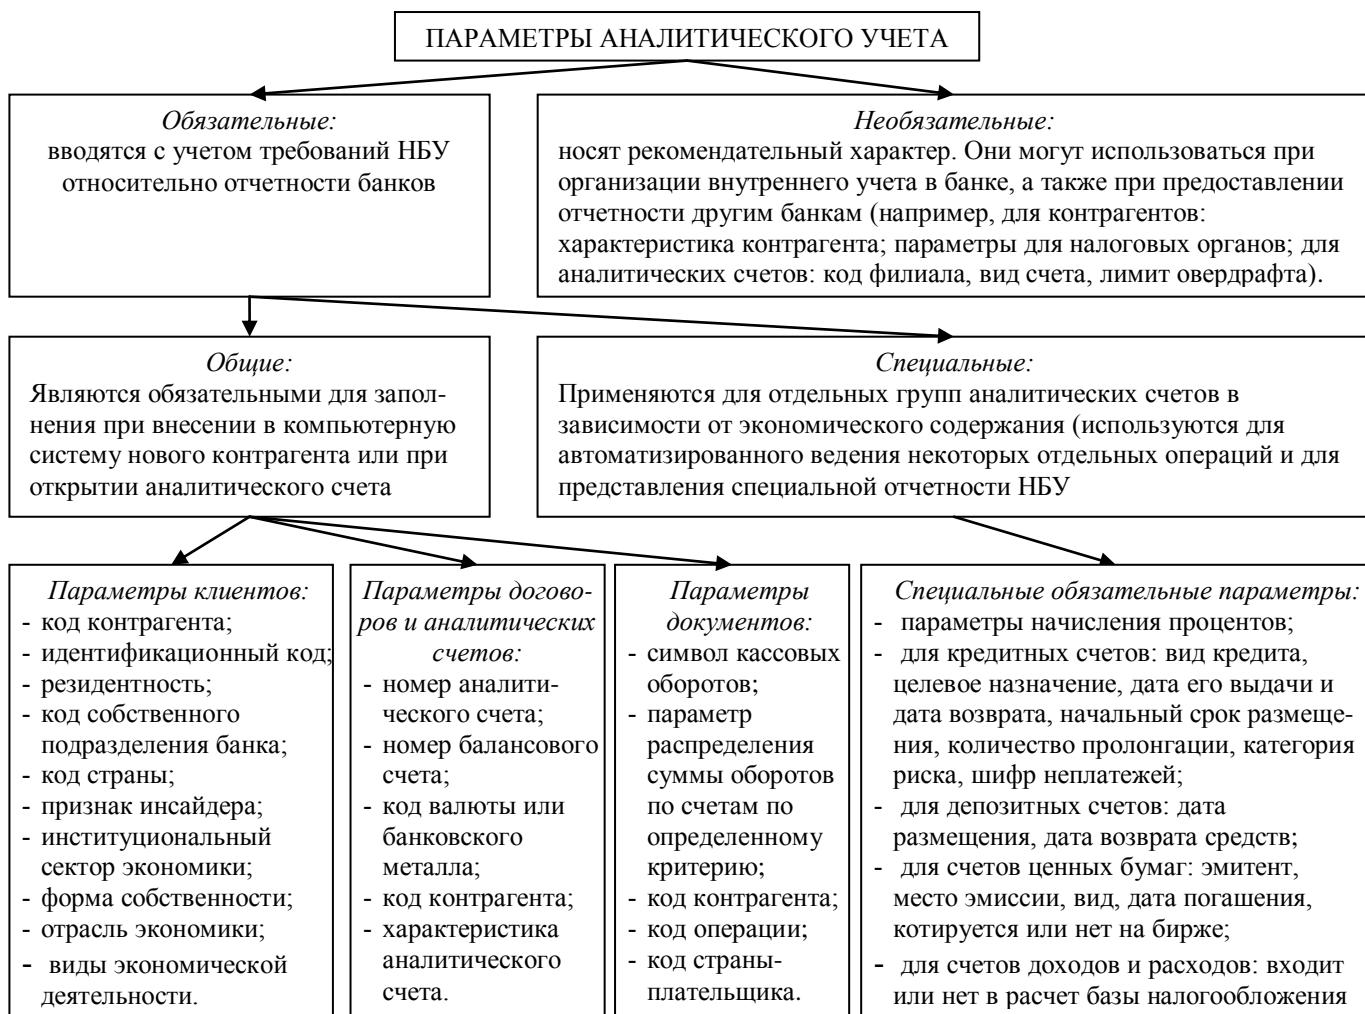 ПАРАМЕТРЫ АНАЛИТИЧЕСКОГО УЧЕТА
Обязательные:
вводятся с учетом требований НБУ
относительно отчетности банков
Необязательные:
носят рекомендательный характер. Они могут использоваться при
организации внутреннего учета в банке, а также при предоставлении
отчетности другим банкам (например, для контрагентов:
характеристика контрагента; параметры для налоговых органов; для
аналитических счетов: код филиала, вид счета, лимит овердрафта).
Общие:
Являются обязательными для запол-
нения при внесении в компьютерную
систему нового контрагента или при
открытии аналитического счета
Специальные:
Применяются для отдельных групп аналитических счетов в
зависимости от экономического содержания (используются для
автоматизированного ведения некоторых отдельных операций и для
представления специальной отчетности НБУ
Параметры клиентов:
- код контрагента;
- идентификационный код;
- резидентность;
- код собственного
подразделения банка;
- код страны;
- признак инсайдера;
- институциональный
сектор экономики;
- форма собственности;
- отрасль экономики;
- виды экономической
деятельности.
Параметры догово-
ров и аналитических
счетов:
- номер аналити-
ческого счета;
- номер балансового
счета;
- код валюты или
банковского
металла;
- код контрагента;
- характеристика
аналитического
счета.
Параметры
документов:
- символ кассовых
оборотов;
- параметр
распределения
суммы оборотов
по счетам по
определенному
критерию;
- код контрагента;
- код операции;
- код страны-
плательщика.
Специальные обязательные параметры:
- параметры начисления процентов;
- для кредитных счетов: вид кредита,
целевое назначение, дата его выдачи и
дата возврата, начальный срок размеще-
ния, количество пролонгации, категория
риска, шифр неплатежей;
- для депозитных счетов: дата
размещения, дата возврата средств;
- для счетов ценных бумаг: эмитент,
место эмиссии, вид, дата погашения,
котируется или нет на бирже;
- для счетов доходов и расходов: входит
или нет в расчет базы налогообложения